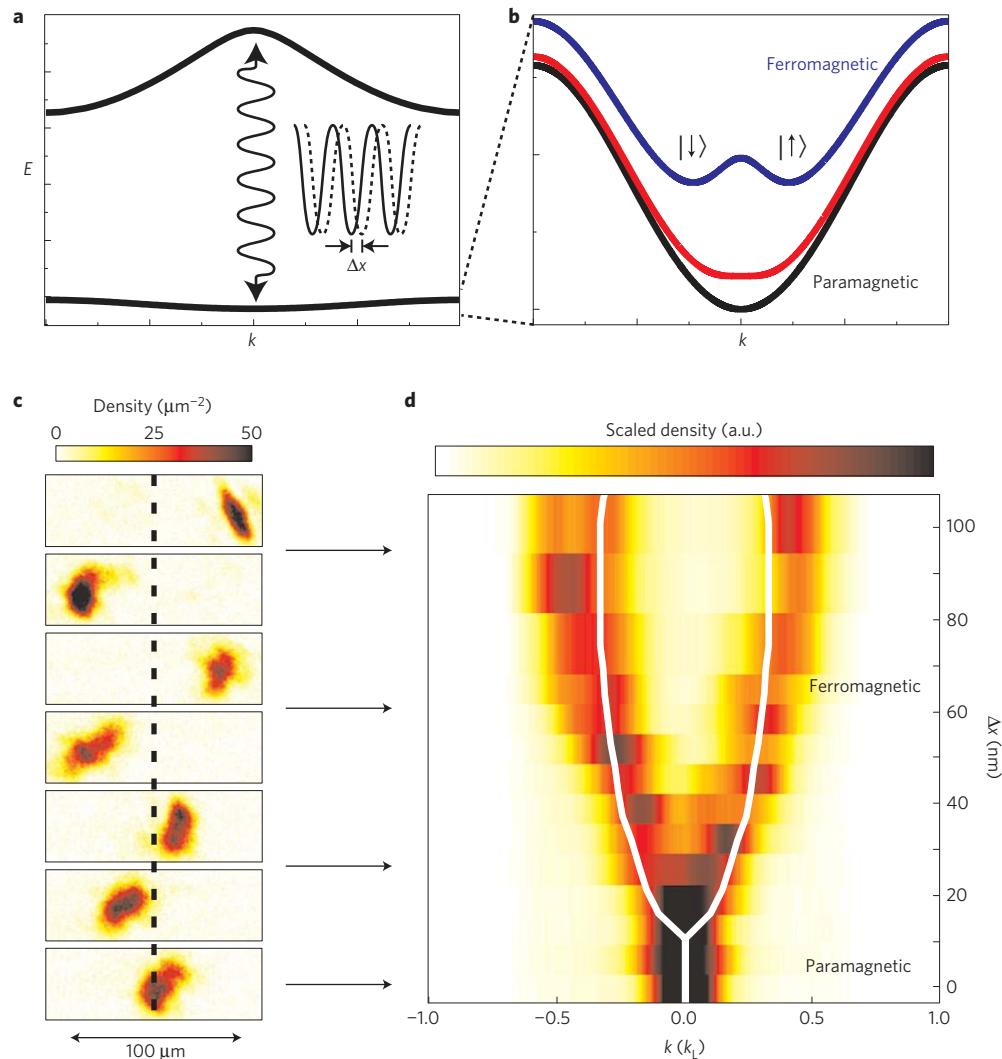 a
E
Δx
k
b
Ferromagnetic
|↓⟩
|↑⟩
Paramagnetic
k
c
Density (μm⁻²)
0
25
50
100 μm
d
Scaled density (a.u.)
100
80
Ferromagnetic
60
Δx (nm)
40
20
Paramagnetic
0
−1.0
−0.5
0.0
0.5
1.0
k (kL)